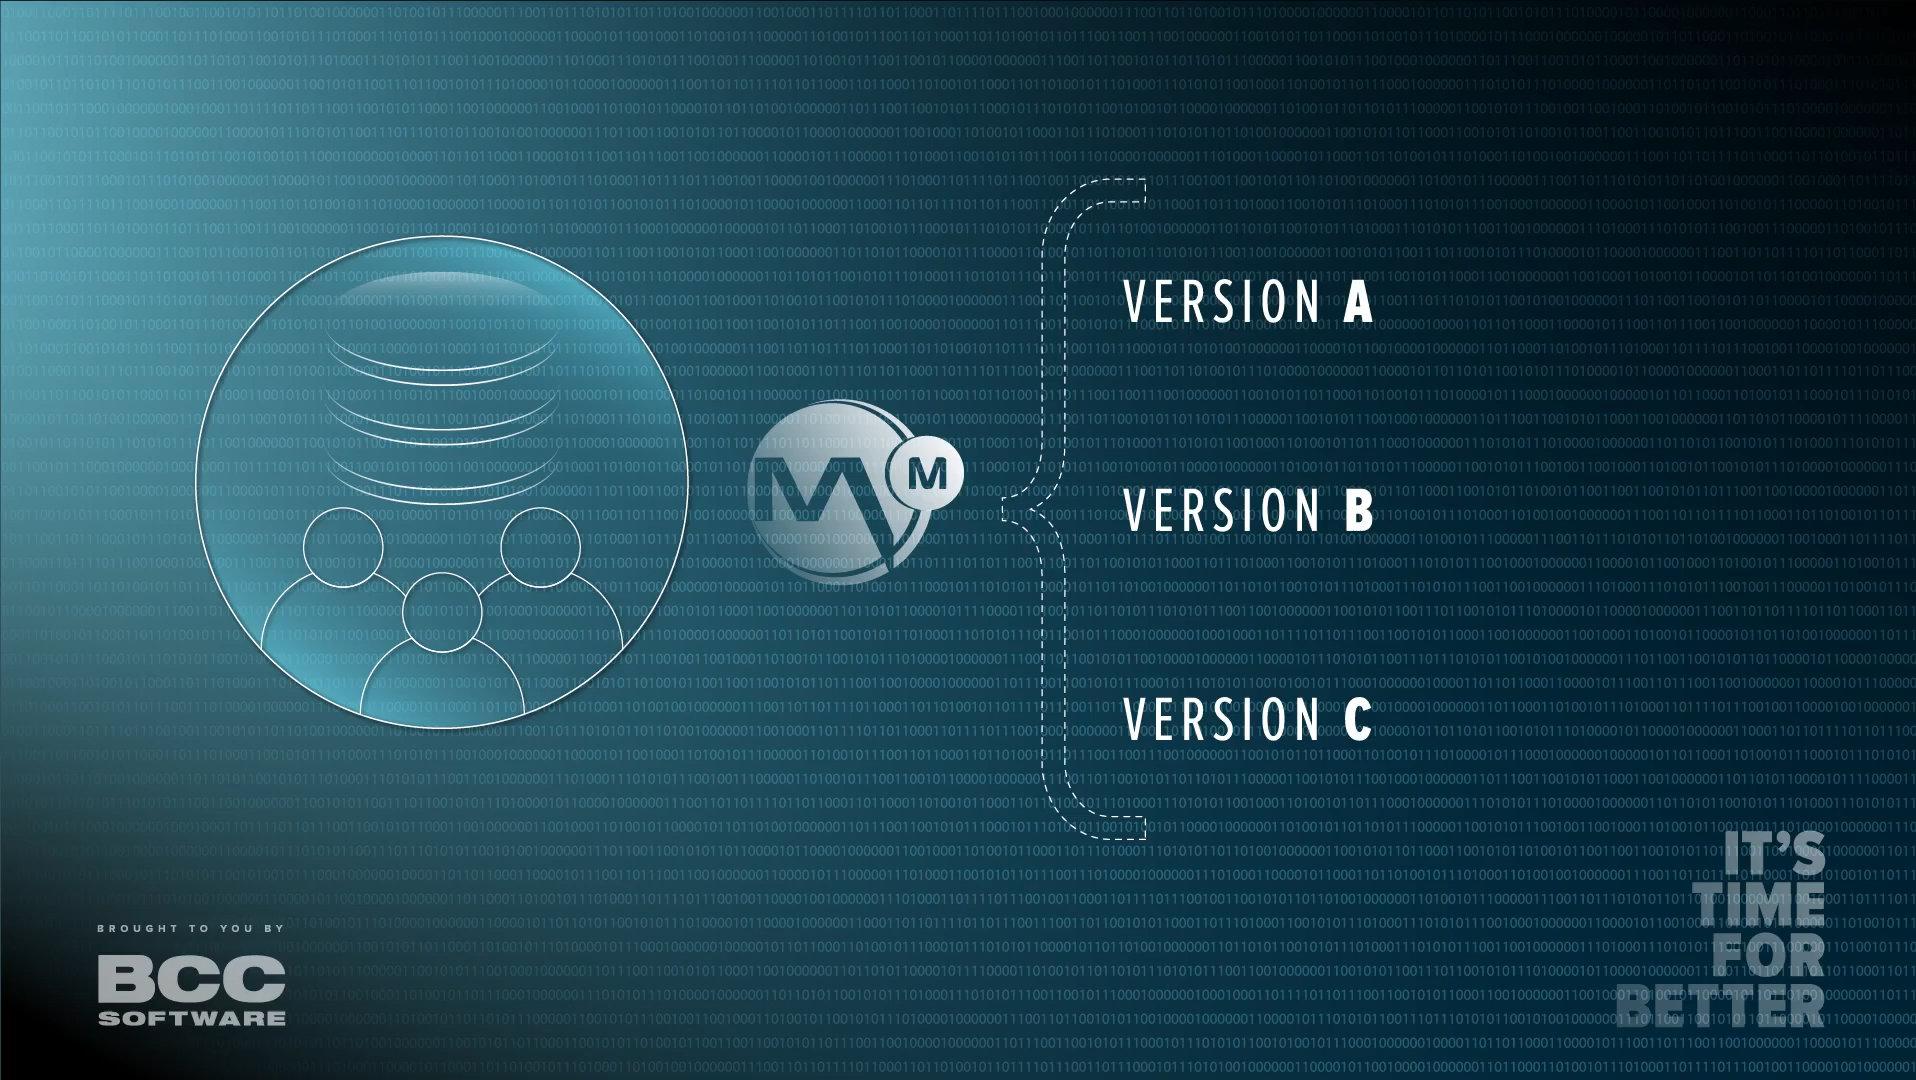 M
VERSION A
VERSION B
VERSION C
BROUGHT TO YOU BY
BCC
SOFTWARE
IT'S
TIME
FOR
BETTER